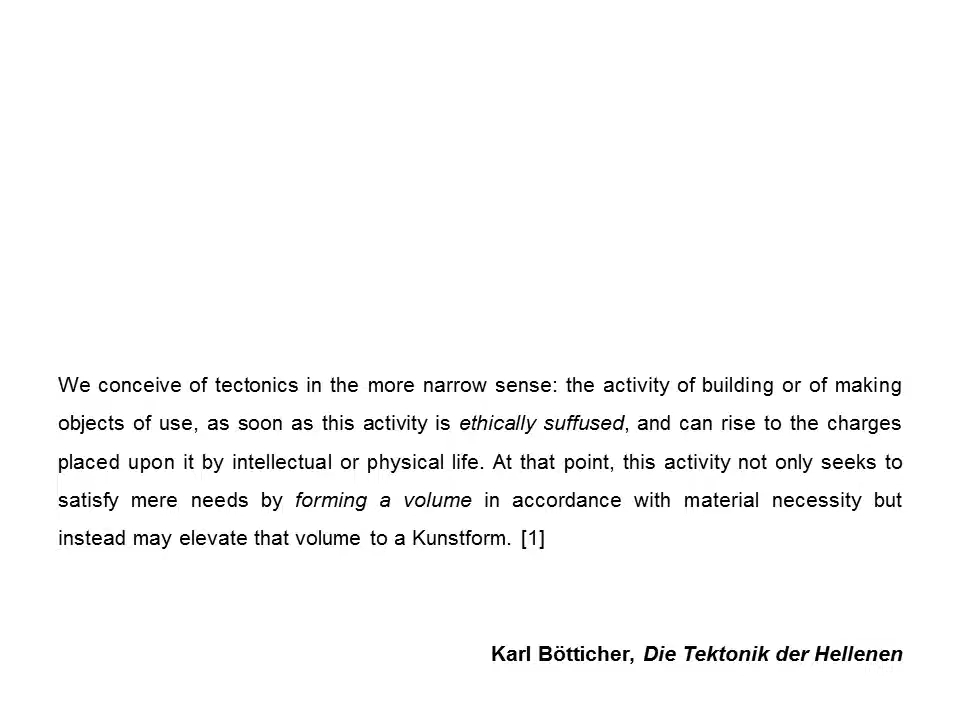 We conceive of tectonics in the more narrow sense: the activity of building or of making
objects of use, as soon as this activity is ethically suffused, and can rise to the charges
placed upon it by intellectual or physical life. At that point, this activity not only seeks to
satisfy mere needs by forming a volume in accordance with material necessity but
instead may elevate that volume to a Kunstform. [1]
Karl Bötticher, Die Tektonik der Hellenen